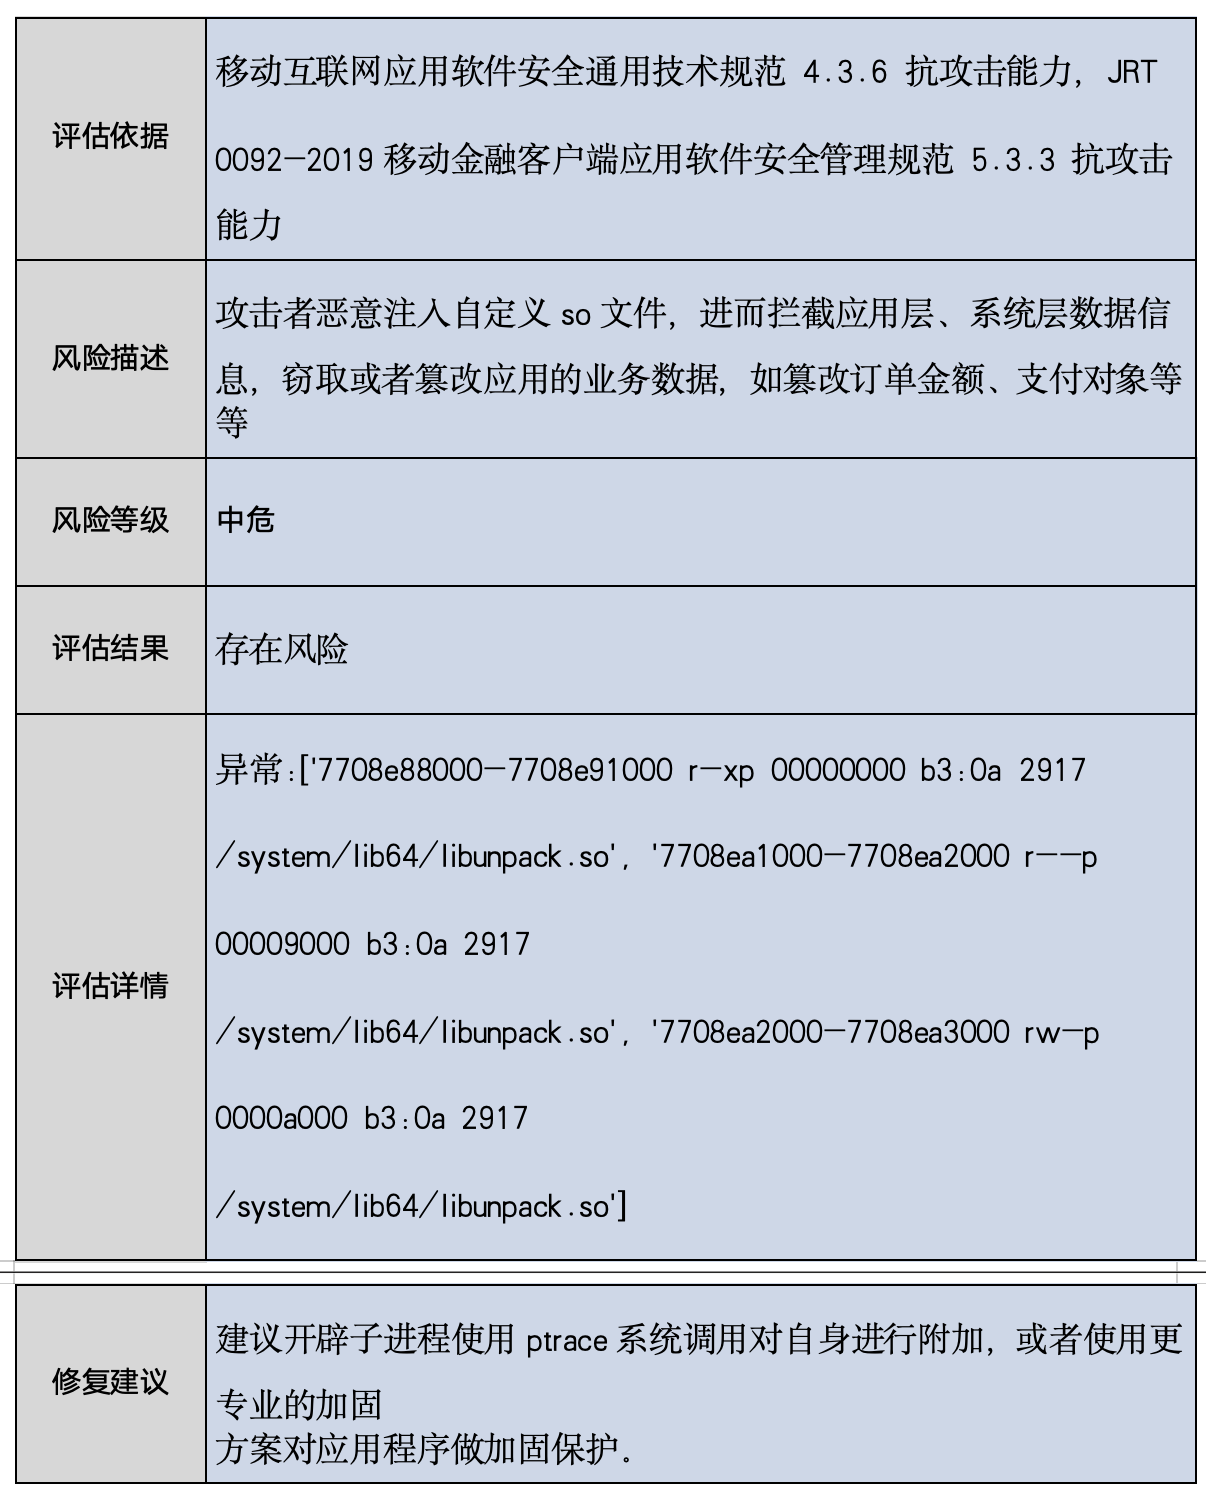 评估依据
移动互联网应用软件安全通用技术规范 4.3.6 抗攻击能力，JRT
0092-2019 移动金融客户端应用软件安全管理规范 5.3.3 抗攻击
能力
风险描述
攻击者恶意注入自定义 so 文件，进而拦截应用层、系统层数据信
息，窃取或者篡改应用的业务数据，如篡改订单金额、支付对象等
等
风险等级
中危
评估结果
存在风险
评估详情
异常:['7708e88000-7708e91000 r-xp 00000000 b3:0a 2917
/system/lib64/libunpack.so', '7708ea1000-7708ea2000 r--p
00009000 b3:0a 2917
/system/lib64/libunpack.so', '7708ea2000-7708ea3000 rw-p
0000a000 b3:0a 2917
/system/lib64/libunpack.so']
修复建议
建议开辟子进程使用 ptrace 系统调用对自身进行附加，或者使用更
专业的加固
方案对应用程序做加固保护.